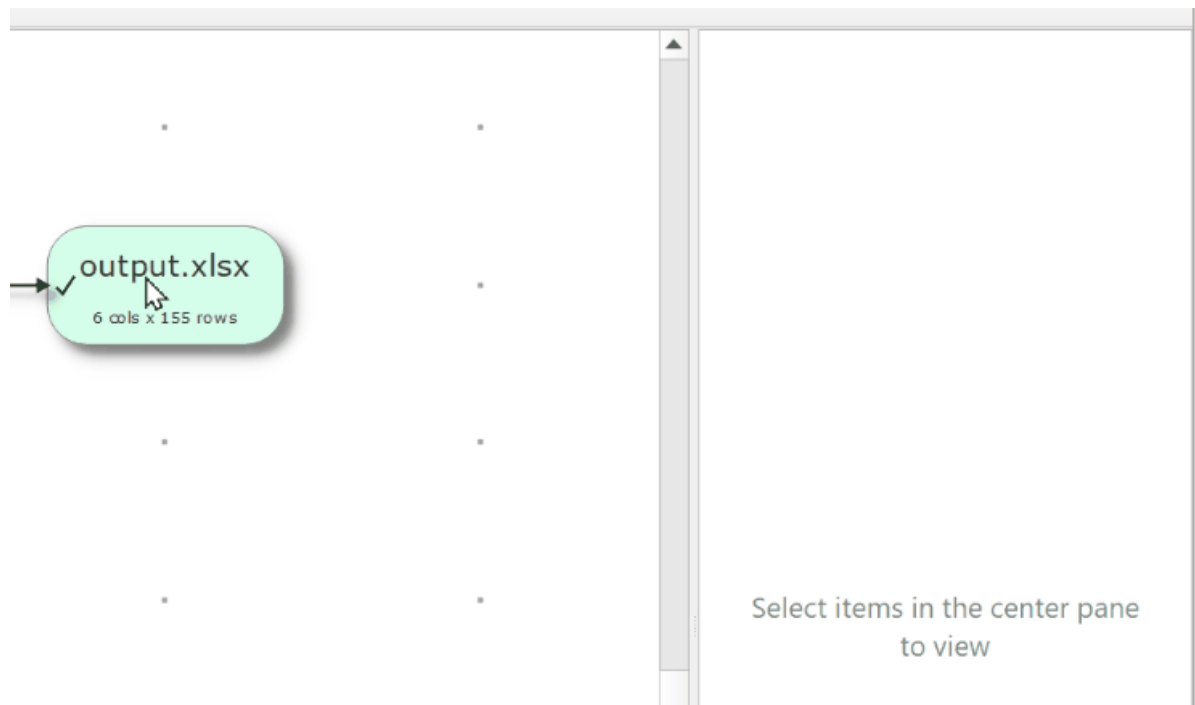 output.xlsx
6 cols x 155 rows
Select items in the center pane
to view